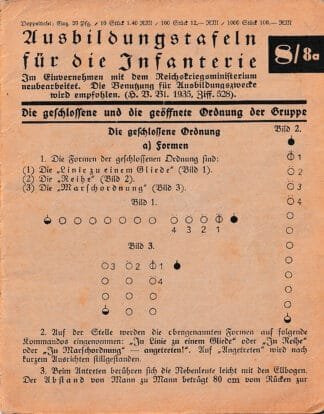 Doppeltafel: Einz. 20 Pfg. / 10 Stück 1.40 RM / 100 Stück 12.— RM / 1000 Stück 100.— RM
Ausbildungstafeln
für die Infanterie
8/8a
Im Einvernehmen mit dem Reichskriegsministerium
neubearbeitet. Die Benutzung für Ausbildungszwecke
wird empfohlen. (H. V. Bl. 1935, Ziff. 528).
Die geschlossene und die geöffnete Ordnung der Gruppe
Die geschlossene Ordnung
Bild 2.
a) Formen
1. Die Formen der geschlossenen Ordnung sind:
(1) Die „Linie zu einem Gliede" (Bild 1).
(2) Die „Reihe" (Bild 2).
(3) Die „Marschordnung" (Bild 3).
1
2
3
4
Bild 1.
4 3 2 1
Bild 3.
3 2 1
4
2. Auf der Stelle werden die obengenannten Formen auf folgende
Kommandos eingenommen: „In Linie zu einem Gliede" oder „In Reihe"
oder „In Marschordnung — angetreten!". Auf „Angetreten" wird nach
kurzem Ausrichten stillgestanden.
3. Beim Antreten berühren sich die Nebenleute leicht mit den Ellbogen.
Der Abstand von Mann zu Mann beträgt 80 cm vom Rücken zur